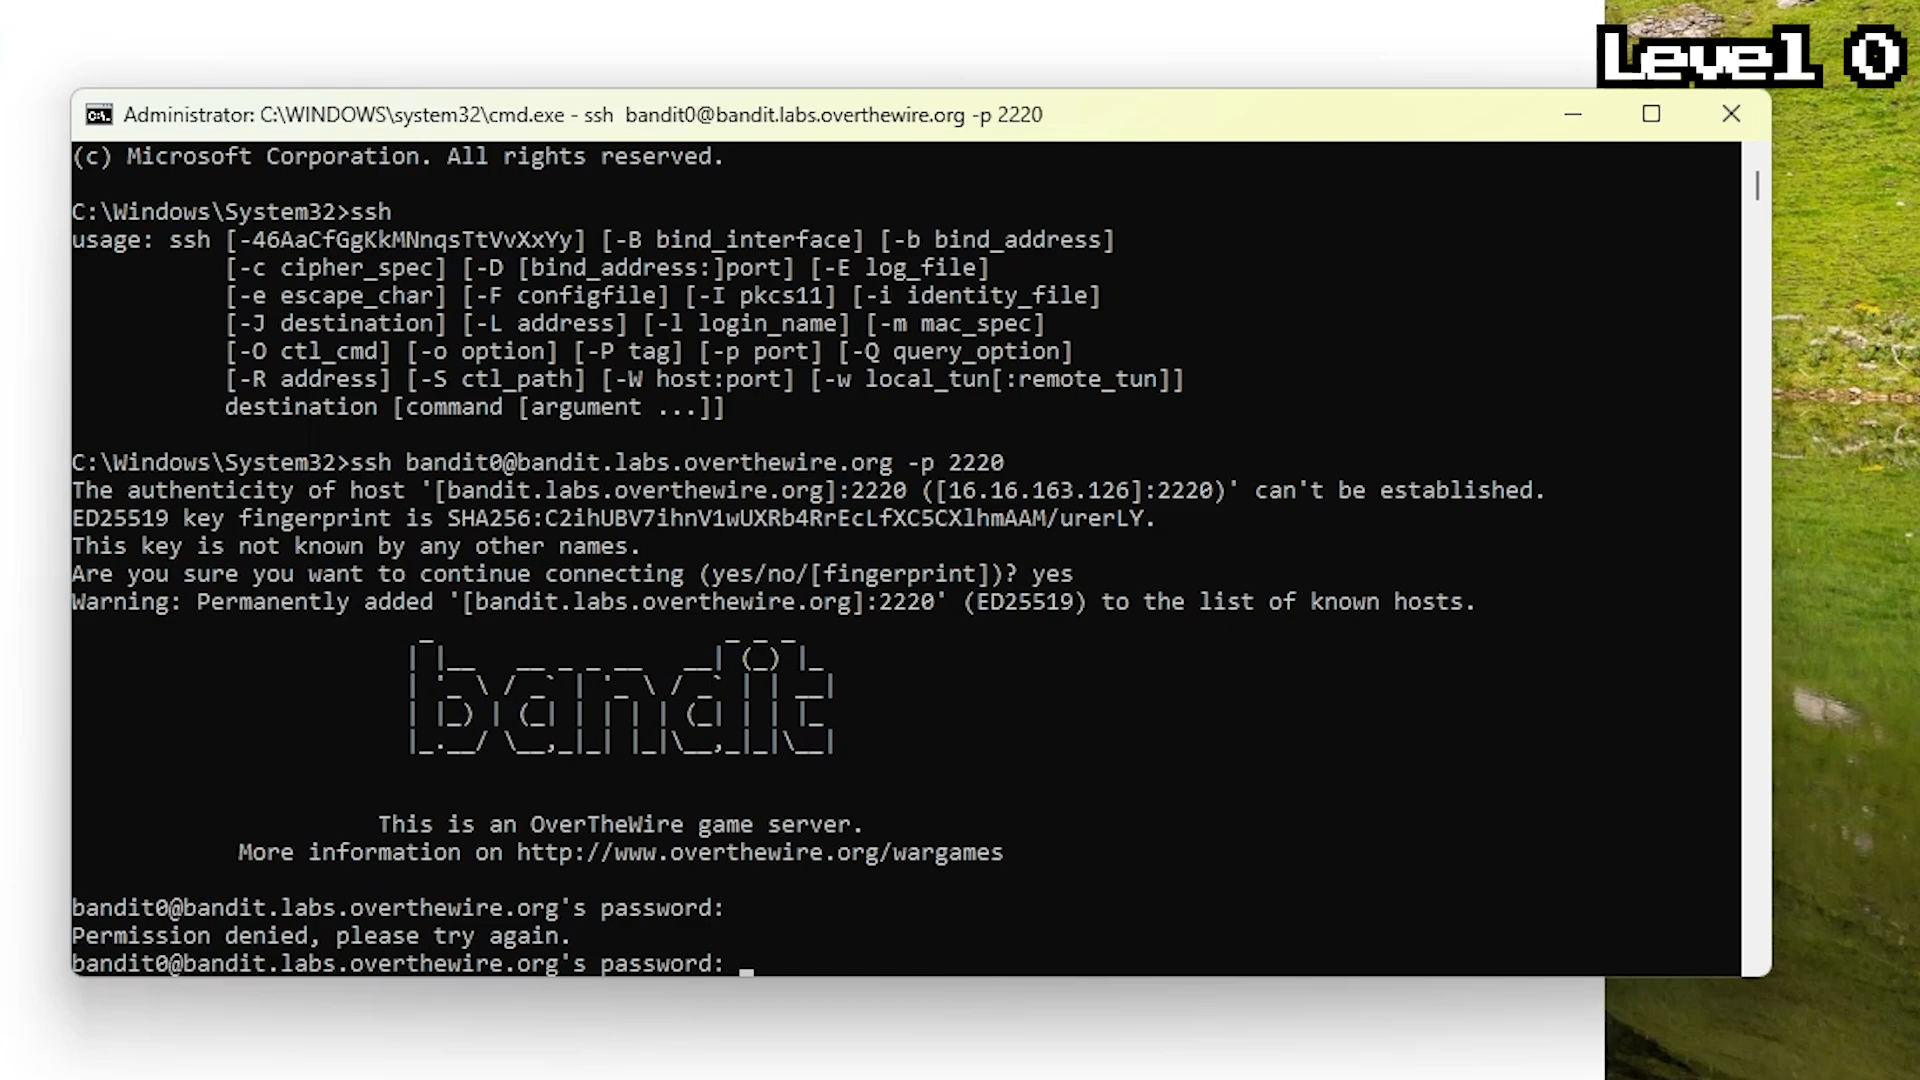 Level 0
Administrator: C:\WINDOWS\system32\cmd.exe - ssh  bandit0@bandit.labs.overthewire.org -p 2220
(c) Microsoft Corporation. All rights reserved.
C:\Windows\System32>ssh
usage: ssh [-46AaCfGgKkMNnqsTtVvXxYy] [-B bind_interface] [-b bind_address]
           [-c cipher_spec] [-D [bind_address:]port] [-E log_file]
           [-e escape_char] [-F configfile] [-I pkcs11] [-i identity_file]
           [-J destination] [-L address] [-l login_name] [-m mac_spec]
           [-O ctl_cmd] [-o option] [-P tag] [-p port] [-Q query_option]
           [-R address] [-S ctl_path] [-W host:port] [-w local_tun[:remote_tun]]
           destination [command [argument ...]]
C:\Windows\System32>ssh bandit0@bandit.labs.overthewire.org -p 2220
The authenticity of host '[bandit.labs.overthewire.org]:2220 ([16.16.163.126]:2220)' can't be established.
ED25519 key fingerprint is SHA256:C2ihUBV7ihnV1wUXRb4RrEcLfXC5CXlhmAAM/urerLY.
This key is not known by any other names.
Are you sure you want to continue connecting (yes/no/[fingerprint])? yes
Warning: Permanently added '[bandit.labs.overthewire.org]:2220' (ED25519) to the list of known hosts.
bandit
This is an OverTheWire game server.
More information on http://www.overthewire.org/wargames
bandit0@bandit.labs.overthewire.org's password:
Permission denied, please try again.
bandit0@bandit.labs.overthewire.org's password: